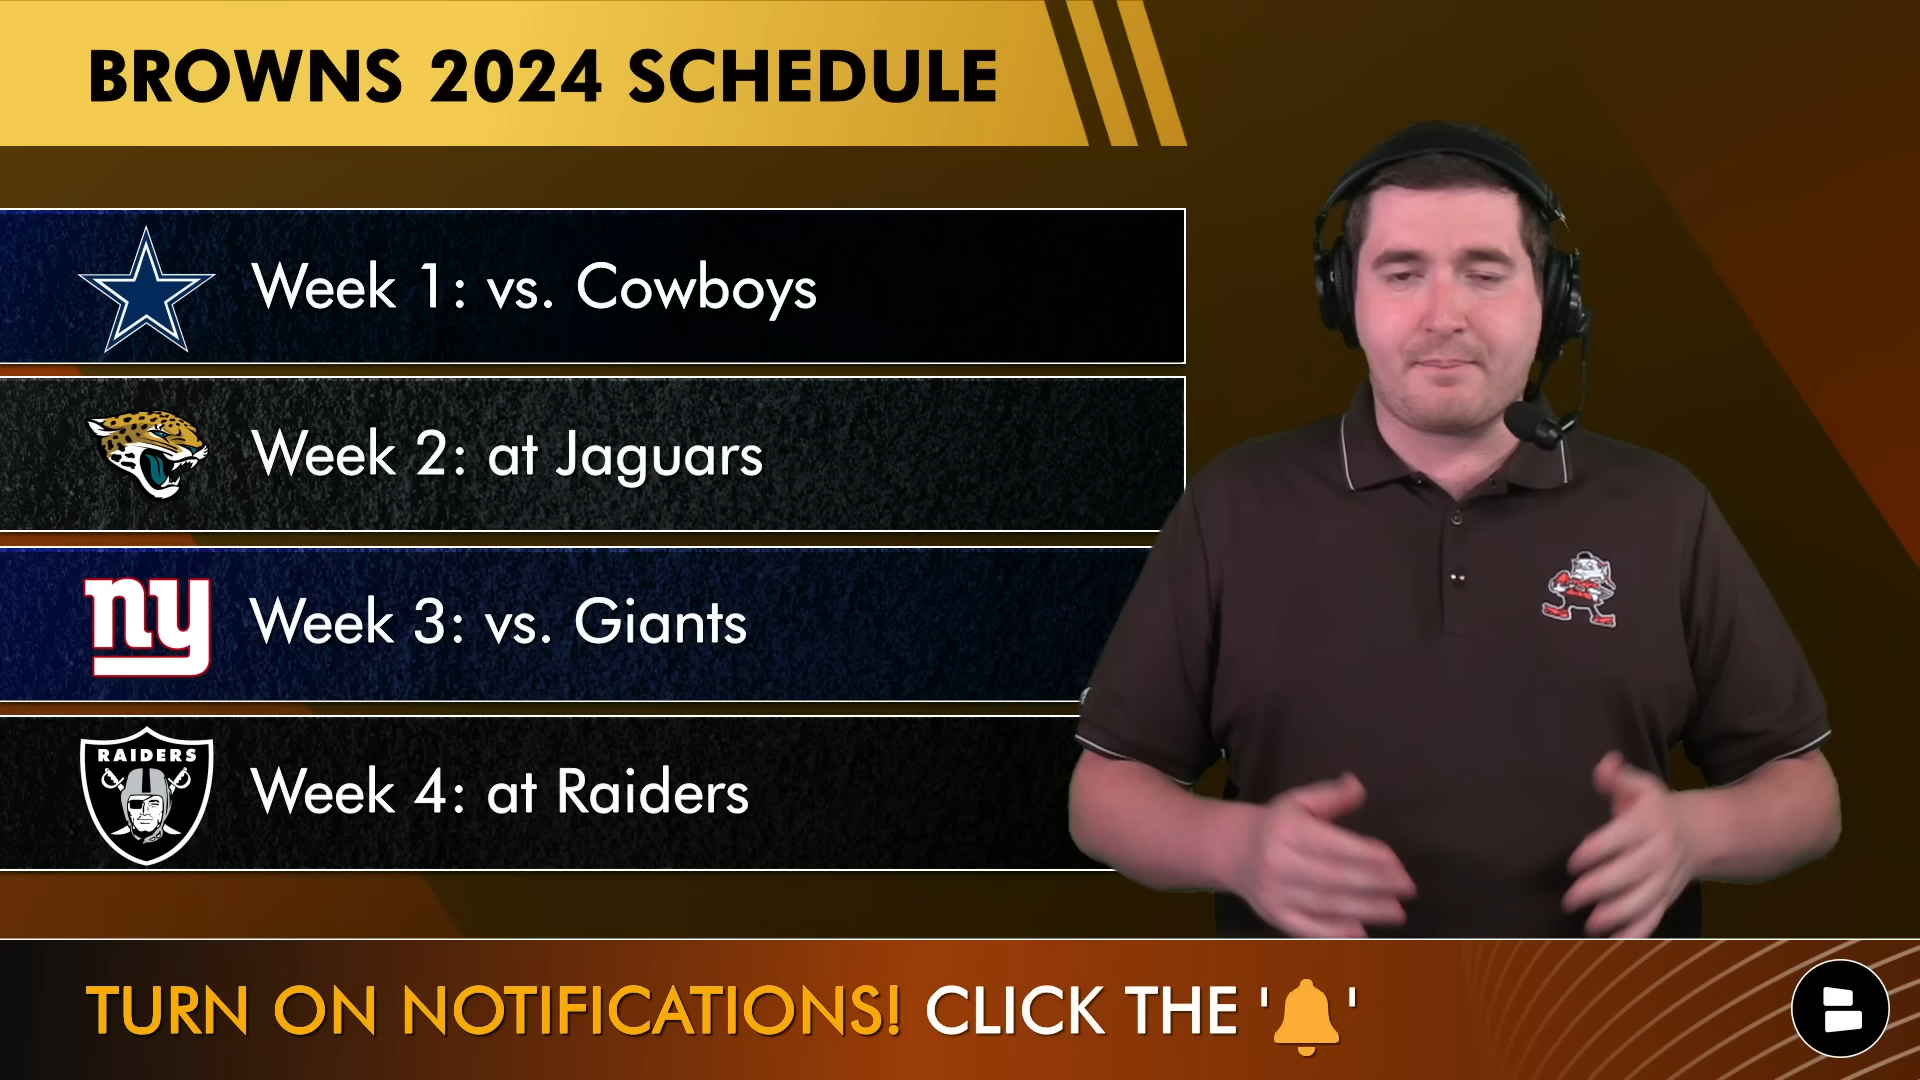 BROWNS 2024 SCHEDULE
Week 1: vs. Cowboys
Week 2: at Jaguars
ny
Week 3: vs. Giants
RAIDERS
Week 4: at Raiders
TURN ON NOTIFICATIONS! CLICK THE ' '